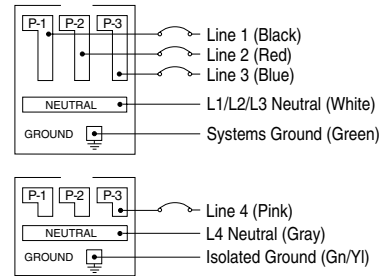 P-1 P-2 P-3
Line 1 (Black)
Line 2 (Red)
Line 3 (Blue)
NEUTRAL L1/L2/L3 Neutral (White)
GROUND Systems Ground (Green)
P-1 P-2 P-3
Line 4 (Pink)
NEUTRAL L4 Neutral (Gray)
GROUND Isolated Ground (Gn/Yl)